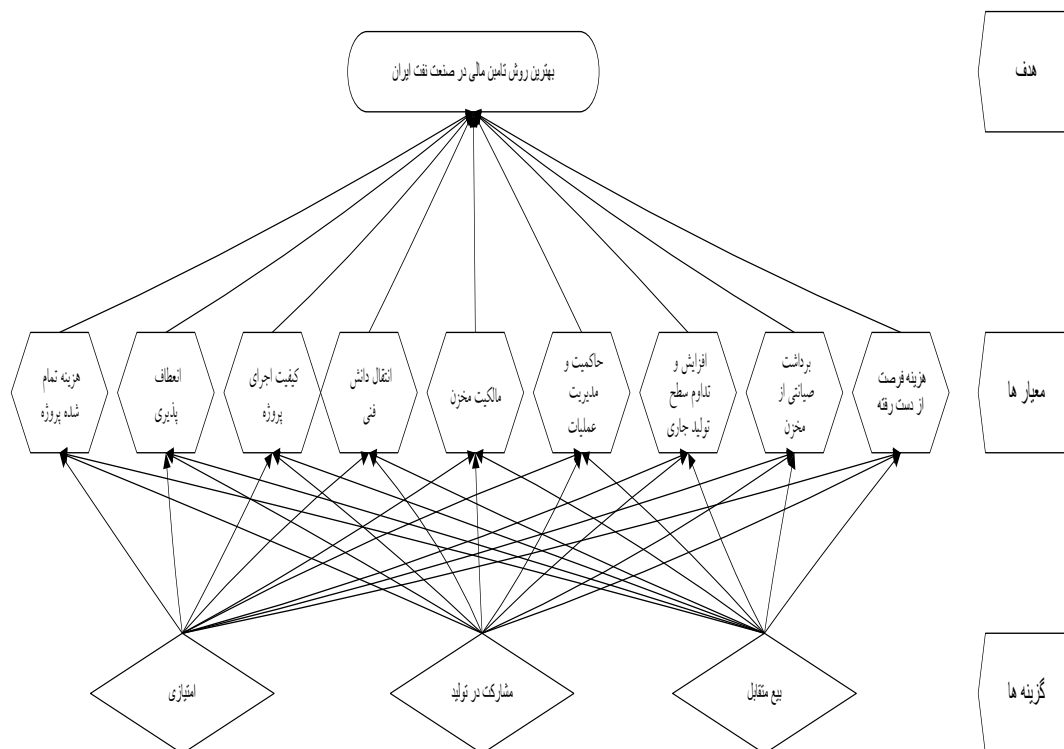 هدف
بهترین روش تامین مالی در صنعت نفت ایران
معیار ها
هزینه فرصت
از دست رفته
برداشت
صیانتی از
مخزن
افزایش و
تداوم سطح
تولید جاری
حاکمیت و
مدیریت
عملیات
مالکیت مخزن
انتقال دانش
فنی
کیفیت اجرای
پروژه
انعطاف
پذیری
هزینه تمام
شده پروژه
گزینه ها
بیع متقابل
مشارکت در تولید
امتیازی